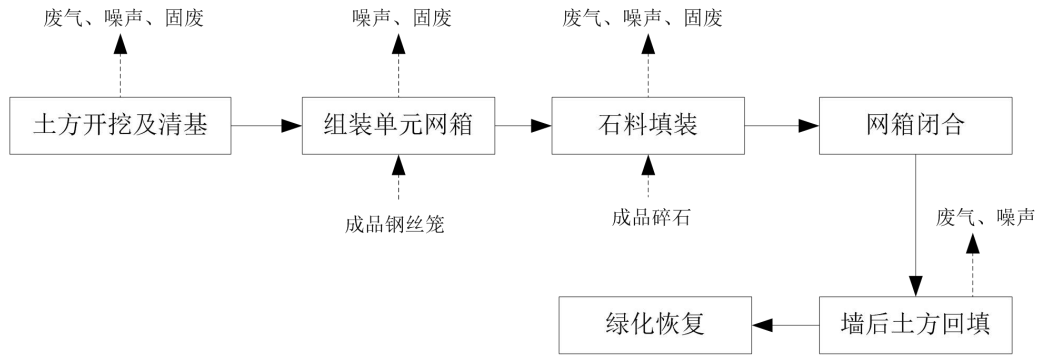 废气、噪声、固废
噪声、固废
废气、噪声、固废
土方开挖及清基
组装单元网箱
石料填装
网箱闭合
成品钢丝笼
成品碎石
废气、噪声
绿化恢复
墙后土方回填